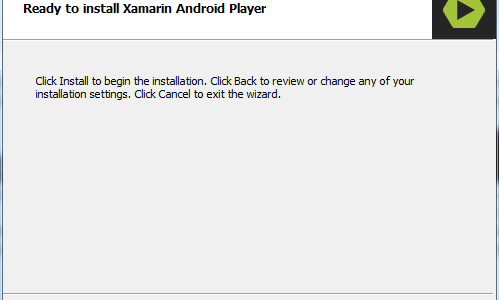 Ready to install Xamarin Android Player
Click Install to begin the installation. Click Back to review or change any of your
installation settings. Click Cancel to exit the wizard.